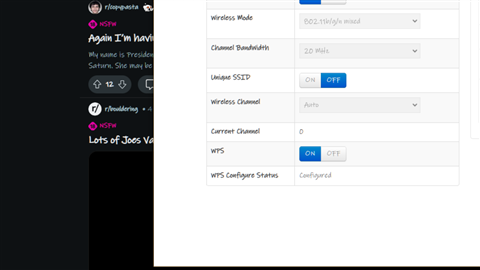 r/copypasta
NSFW
Again I'm havi
My name is Presiden
Saturn. She may be
12
r/bouldering • 4
NSFW
Lots of Joes Va
Wireless Mode
802.11b/g/n mixed
Channel Bandwidth
20 MHz
Unique SSID
ON OFF
Wireless Channel
Auto
Current Channel
0
WPS
ON OFF
WPS Configure Status
Configured